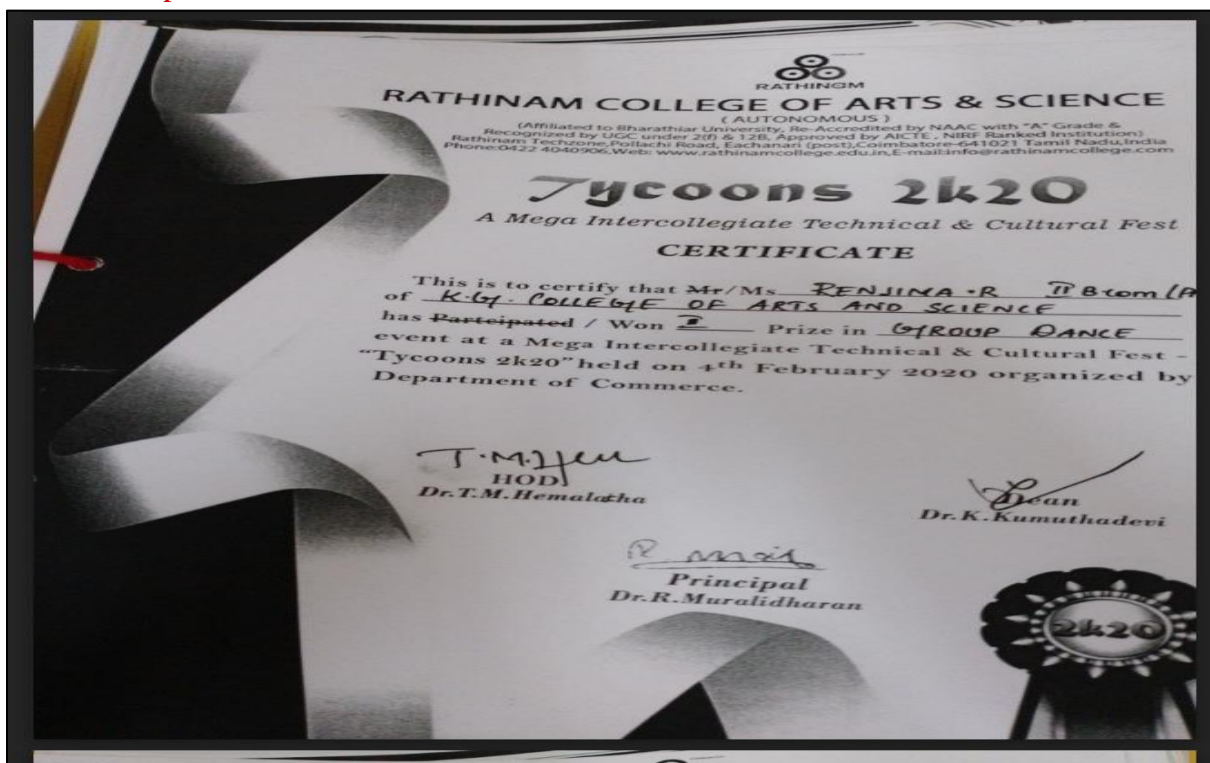 RATHINAM
RATHINAM COLLEGE OF ARTS & SCIENCE
( AUTONOMOUS )
(Affiliated to Bharathiar University, Re-Accredited by NAAC with "A" Grade &
Recognized by UGC under 2(f) & 12B, Approved by AICTE , NIRF Ranked Institution)
Rathinam Techzone,Pollachi Road, Eachanari (post),Coimbatore-641021 Tamil Nadu,India
Phone:0422 4040906.Web: www.rathinamcollege.edu.in,E-mail:info@rathinamcollege.com
Tycoons 2k20
A Mega Intercollegiate Technical & Cultural Fest
CERTIFICATE
This is to certify that Mr/Ms RENJIMA.R II B.com
of K.G. COLLEGE OF ARTS AND SCIENCE
has Parteipated / Won Prize in GROUP DANCE
event at a Mega Intercollegiate Technical & Cultural Fest -
"Tycoons 2k20" held on 4th February 2020 organized by
Department of Commerce.
T.M.Hem
HOD
Dr.T.M.Hemalatha
Dean
Dr.K.Kumuthadevi
Principal
Dr.R.Muralidharan
2k20